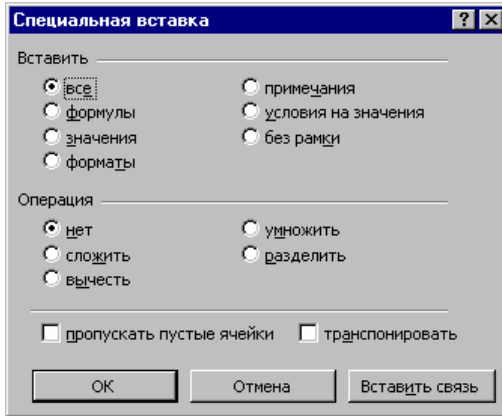 Специальная вставка
Вставить
все примечания
формулы условия на значения
значения без рамки
форматы
Операция
нет умножить
сложить разделить
вычесть
пропускать пустые ячейки транспонировать
OK Отмена Вставить связь